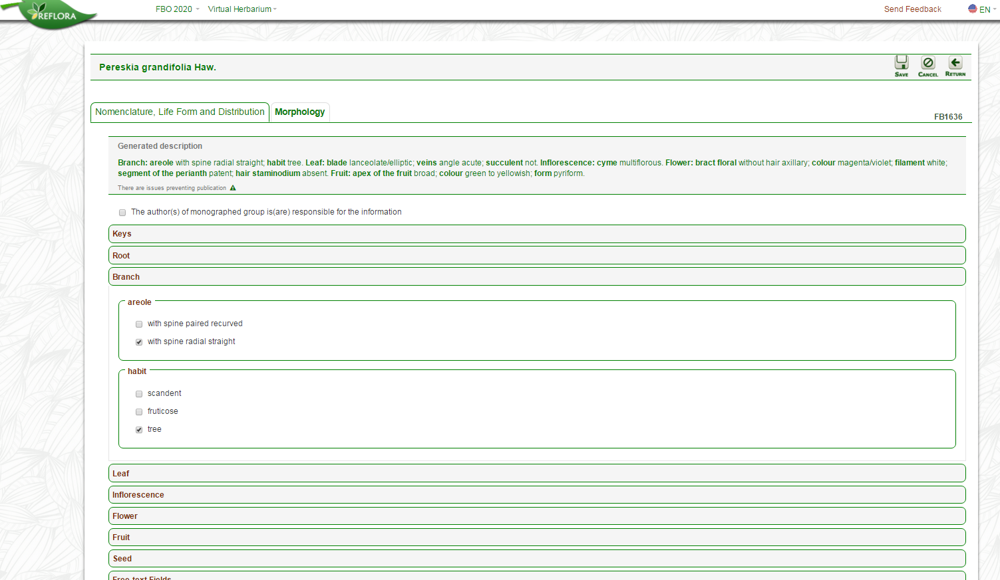 REFLORA
FBO 2020 Virtual Herbarium Send Feedback EN
Pereskia grandifolia Haw.
SAVE CANCEL RETURN
Nomenclature, Life Form and Distribution Morphology
FB1636
Generated description
Branch: areole with spine radial straight; habit tree. Leaf: blade lanceolate/elliptic; veins angle acute; succulent not. Inflorescence: cyme multiflorous. Flower: bract floral without hair axillary; colour magenta/violet; filament white;
segment of the perianth patent; hair staminodium absent. Fruit: apex of the fruit broad; colour green to yellowish; form pyriform.
There are issues preventing publication
The author(s) of monographed group is(are) responsible for the information
Keys
Root
Branch
areole
with spine paired recurved
with spine radial straight
habit
scandent
fruticose
tree
Leaf
Inflorescence
Flower
Fruit
Seed
Free-text Fields